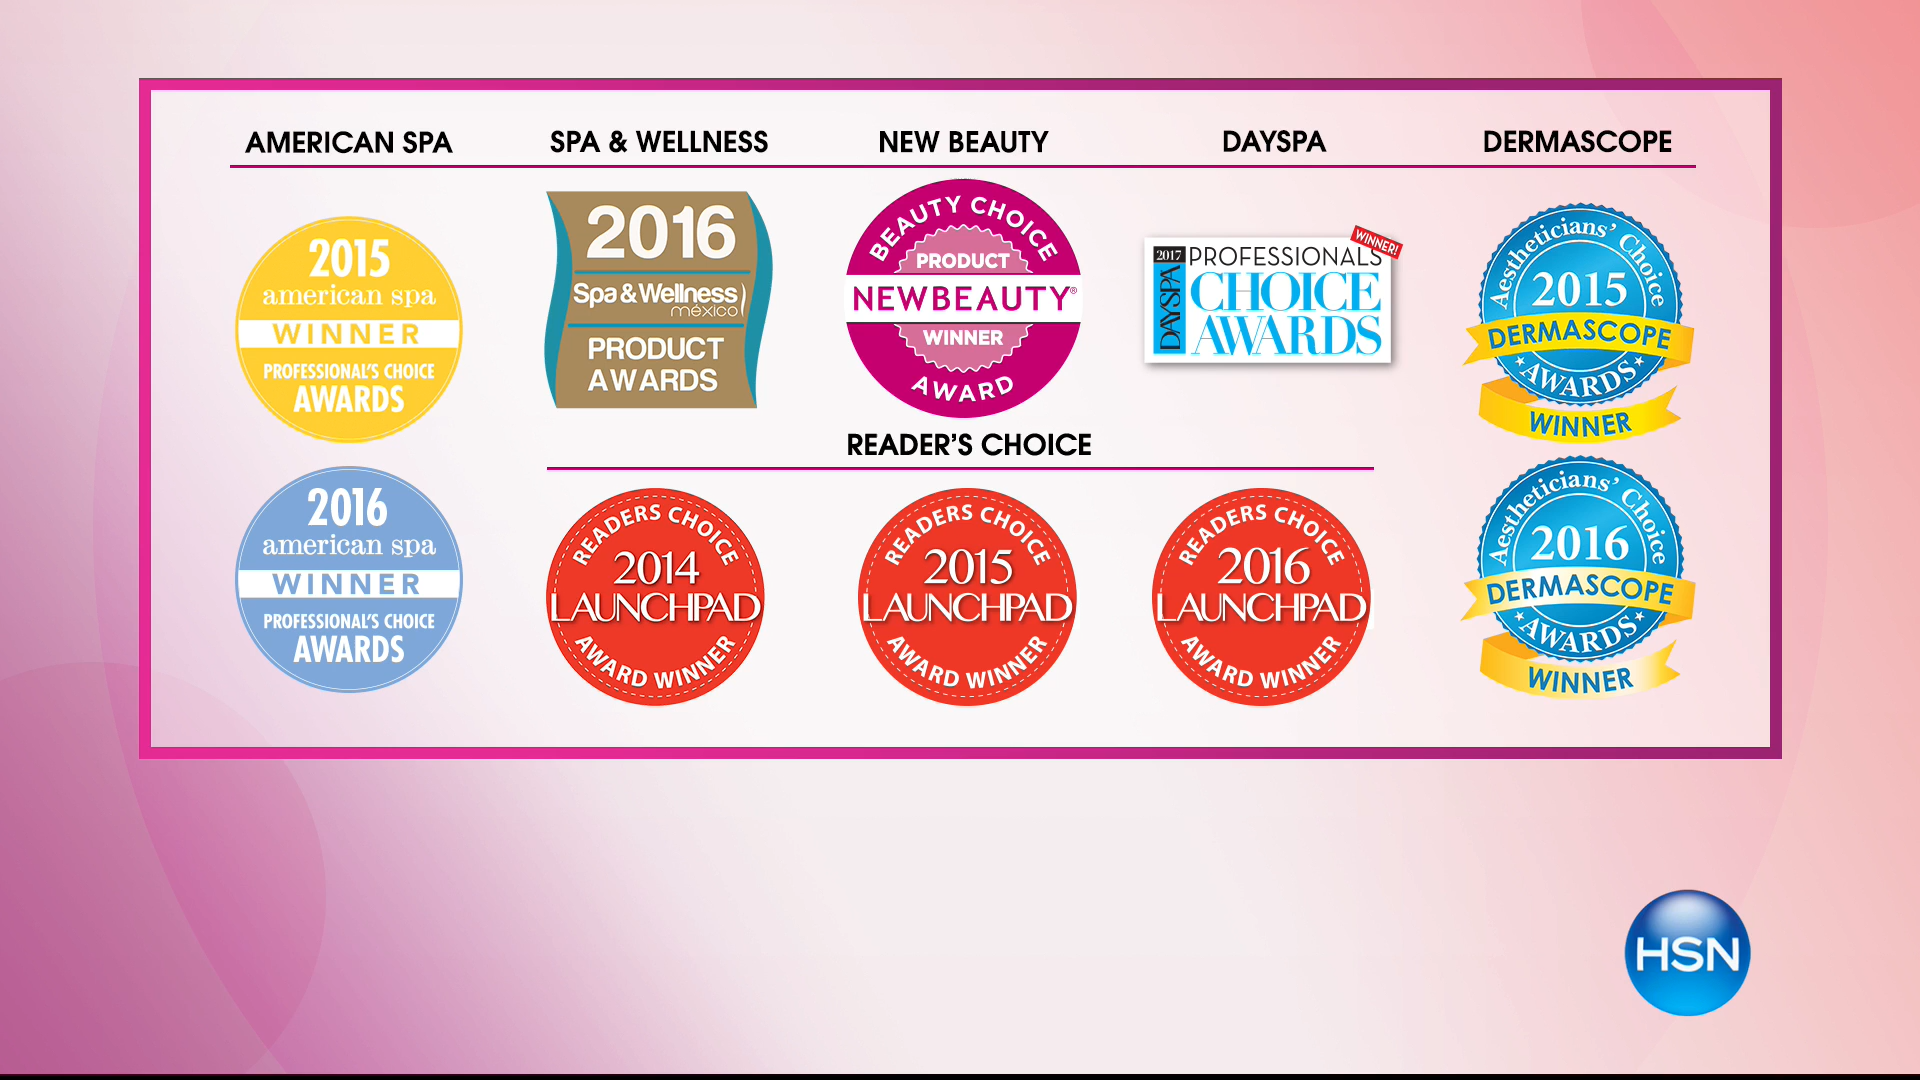 AMERICAN SPA
SPA & WELLNESS
NEW BEAUTY
DAYSPA
DERMASCOPE
2015
american spa
WINNER
PROFESSIONAL'S CHOICE
AWARDS
2016
Spa & Wellness
méxico
PRODUCT
AWARDS
BEAUTY CHOICE
PRODUCT
NEWBEAUTY®
WINNER
AWARD
WINNER!
2017
DAYSPA
PROFESSIONALS
CHOICE
AWARDS
Aestheticians' Choice
2015
DERMASCOPE
AWARDS
WINNER
READER'S CHOICE
2016
american spa
WINNER
PROFESSIONAL'S CHOICE
AWARDS
READERS CHOICE
2014
LAUNCHPAD
AWARD WINNER
READERS CHOICE
2015
LAUNCHPAD
AWARD WINNER
READERS CHOICE
2016
LAUNCHPAD
AWARD WINNER
Aestheticians' Choice
2016
DERMASCOPE
AWARDS
WINNER
HSN